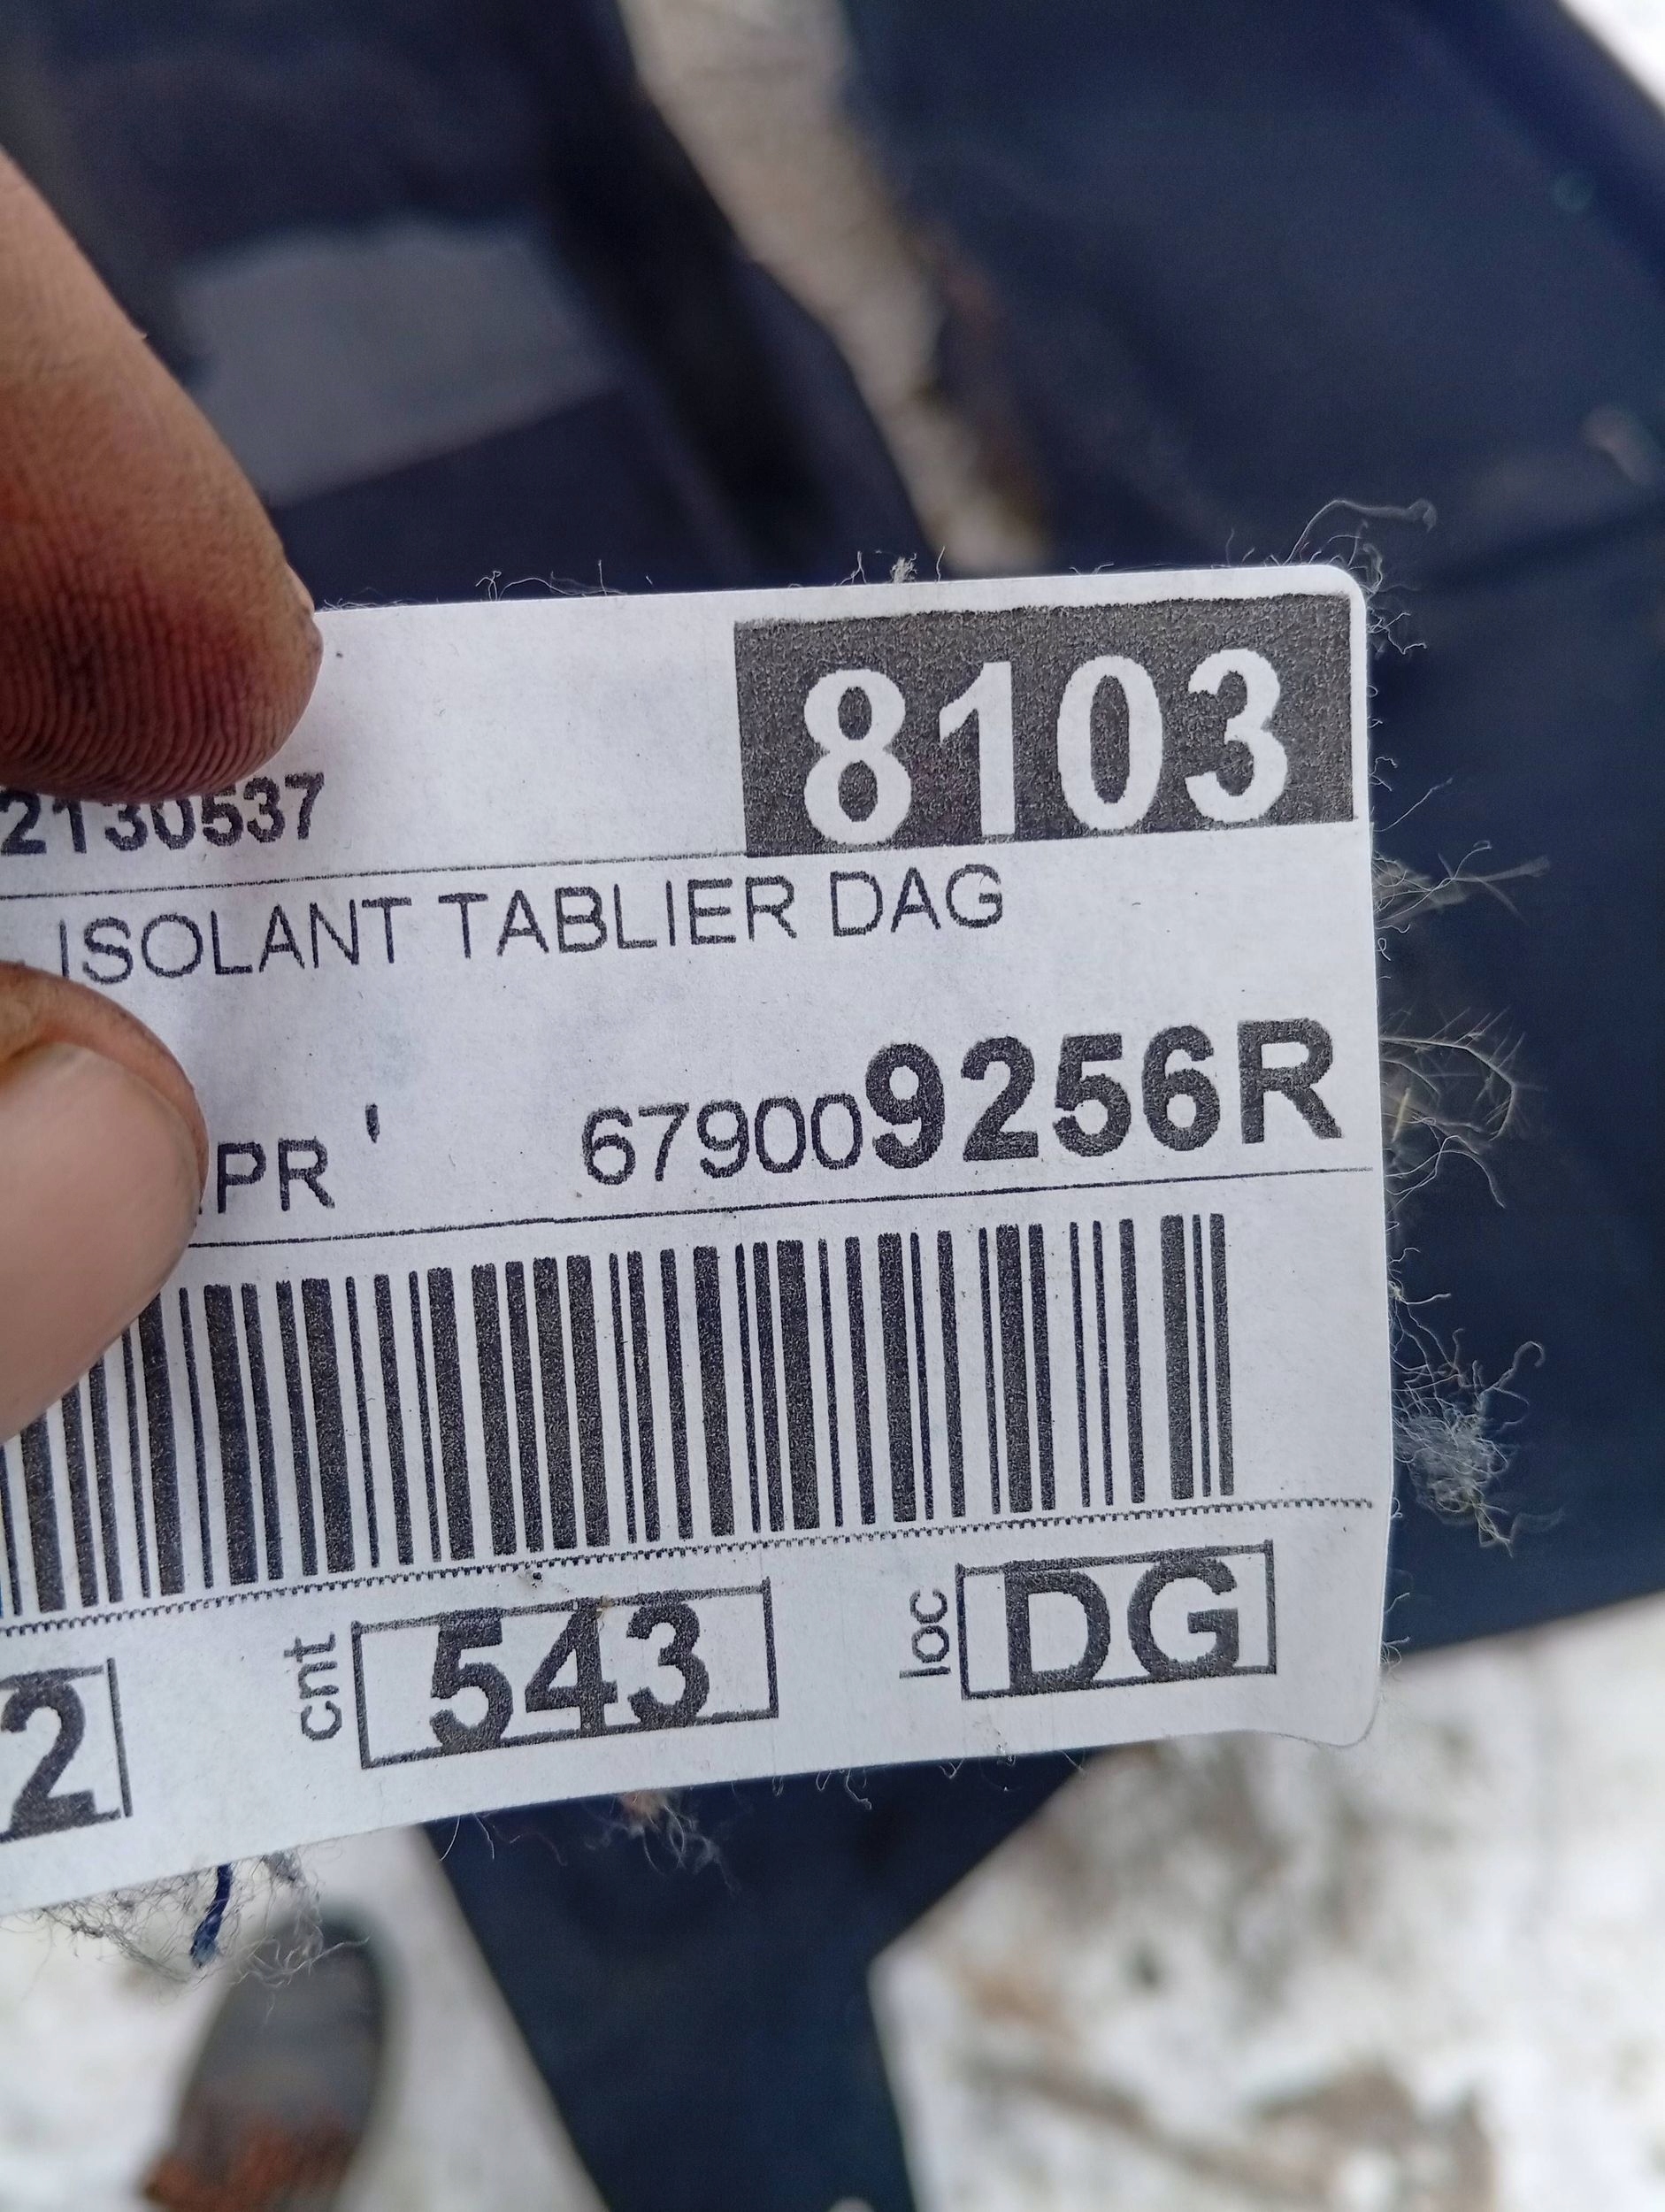 8103
2130537
ISOLANT TABLIER DAG
PR '
679009256R
2
cnt
543
loc
DG